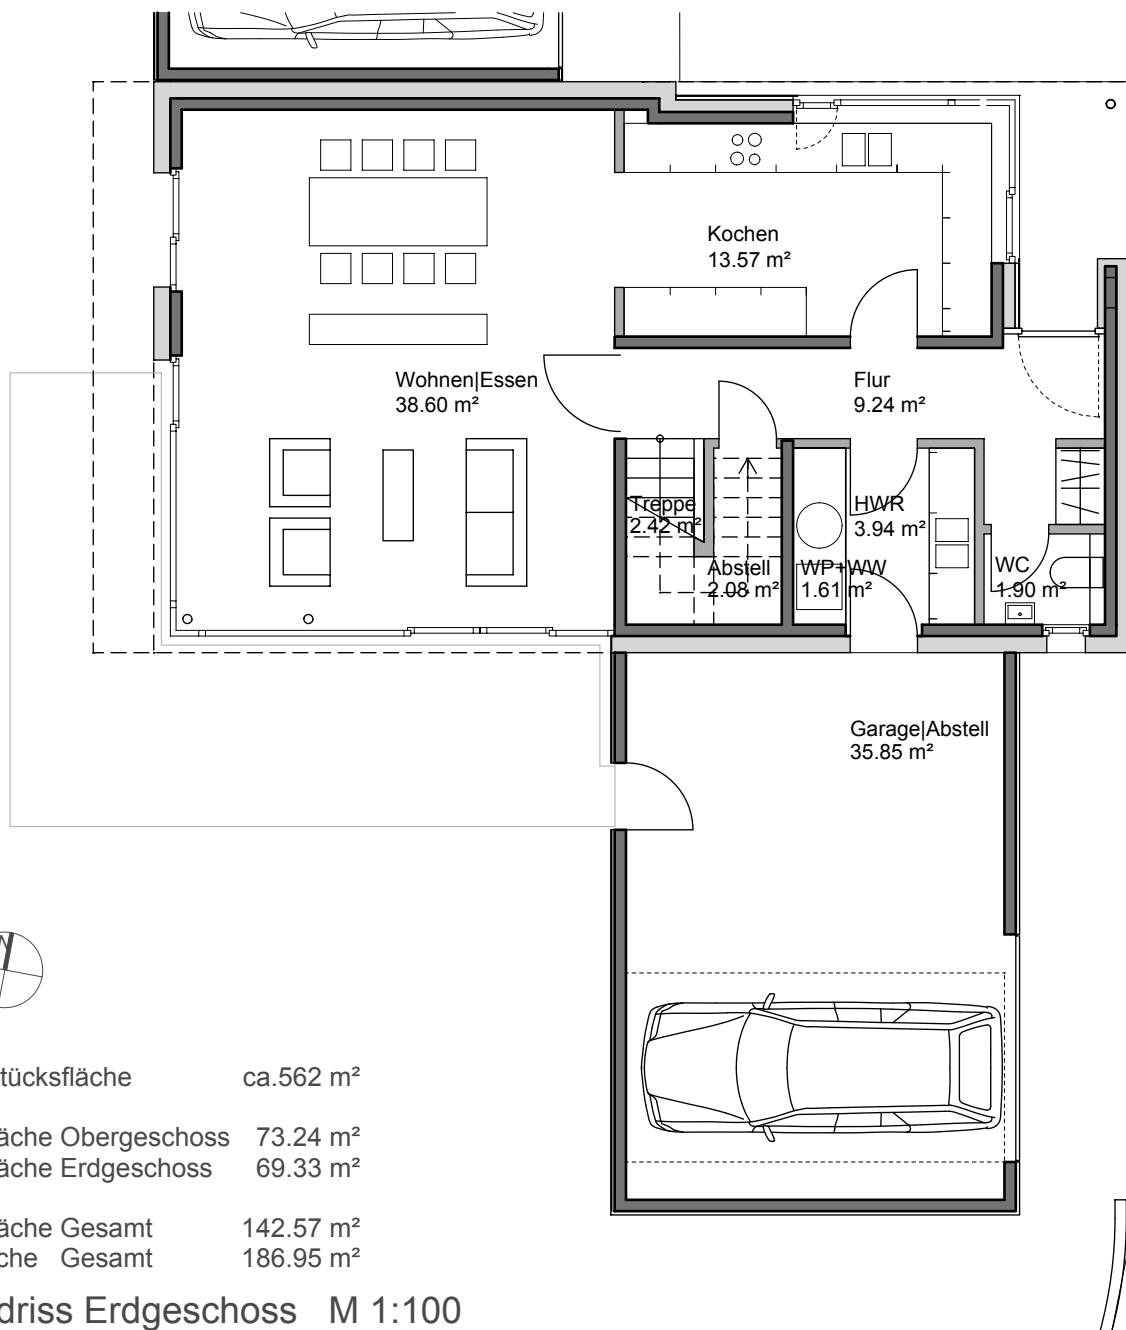 Kochen
13.57 m²
Wohnen|Essen
38.60 m²
Flur
9.24 m²
Treppe
2.42 m²
HWR
3.94 m²
Abstell
2.08 m²
WP+WW
1.61 m²
WC
1.90 m²
Garage|Abstell
35.85 m²
N
tücksfläche ca.562 m²
äche Obergeschoss 73.24 m²
äche Erdgeschoss 69.33 m²
äche Gesamt 142.57 m²
che Gesamt 186.95 m²
driss Erdgeschoss M 1:100